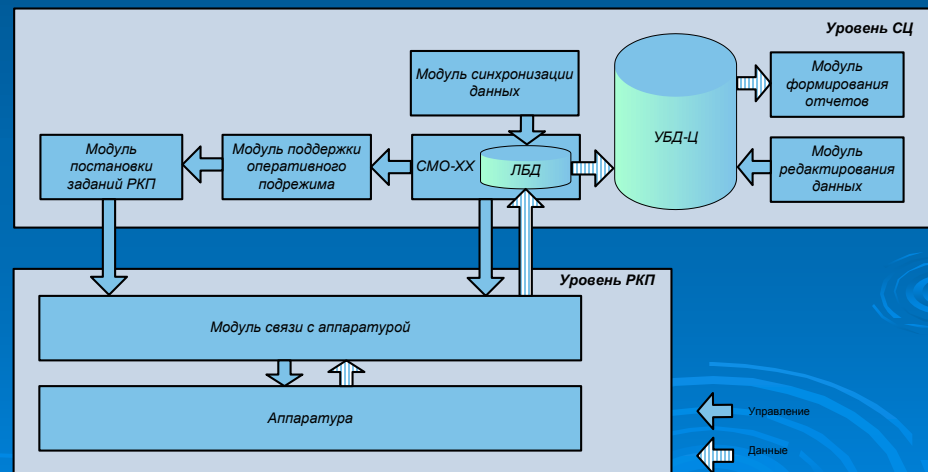 Уровень СЦ
Модуль синхронизации
данных
Модуль
формирования
отчетов
УБД-Ц
Модуль
постановки
заданий РКП
Модуль поддержки
оперативного
подрежима
СМО-ХХ
ЛБД
Модуль
редактирования
данных
Уровень РКП
Модуль связи с аппаратурой
Аппаратура
Управление
Данные